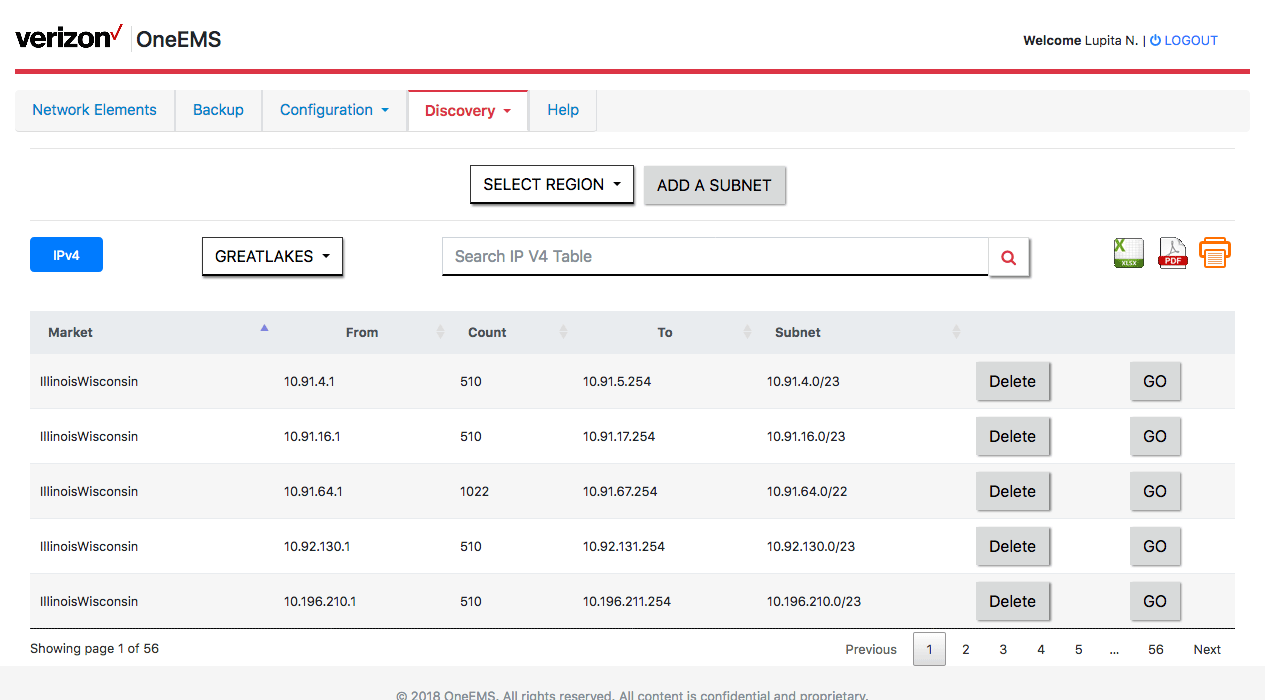 verizon OneEMS
Welcome Lupita N. | LOGOUT
Network Elements Backup Configuration Discovery Help
SELECT REGION ADD A SUBNET
IPv4 GREATLAKES Search IP V4 Table X XLSX PDF
Market From Count To Subnet
IllinoisWisconsin 10.91.4.1 510 10.91.5.254 10.91.4.0/23 Delete GO
IllinoisWisconsin 10.91.16.1 510 10.91.17.254 10.91.16.0/23 Delete GO
IllinoisWisconsin 10.91.64.1 1022 10.91.67.254 10.91.64.0/22 Delete GO
IllinoisWisconsin 10.92.130.1 510 10.92.131.254 10.92.130.0/23 Delete GO
IllinoisWisconsin 10.196.210.1 510 10.196.211.254 10.196.210.0/23 Delete GO
Showing page 1 of 56 Previous 1 2 3 4 5 ... 56 Next
© 2018 OneEMS. All rights reserved. All content is confidential and proprietary.